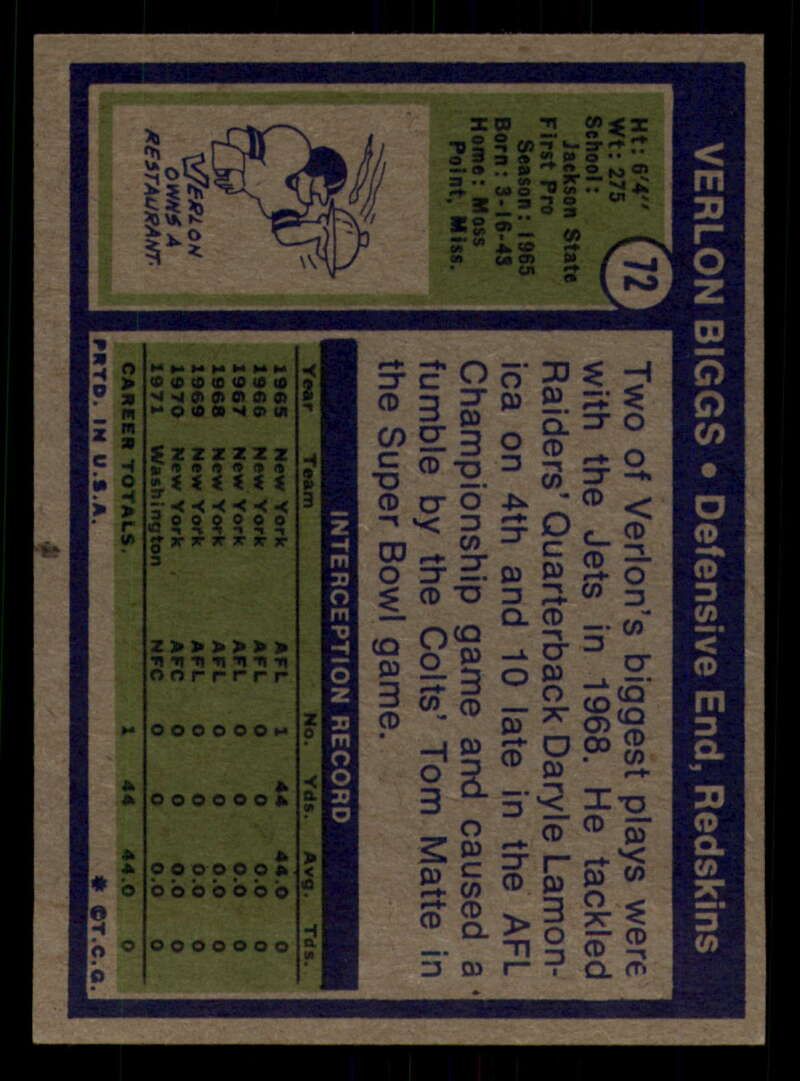 VERLON BIGGS • Defensive End, Redskins
72
Ht: 6'4"
Wt: 275
School:
Jackson State
First Pro
Season: 1965
Born: 3-16-43
Home: Moss
Point, Miss.
VERLON
OWNS A
RESTAURANT.
Two of Verlon's biggest plays were
with the Jets in 1968. He tackled
Raiders' Quarterback Daryle Lamon-
ica on 4th and 10 late in the AFL
Championship game and caused a
fumble by the Colts' Tom Matte in
the Super Bowl game.
INTERCEPTION RECORD
Year Team No. Yds. Avg. Tds.
1965 New York AFL 1 44 44.0 0
1966 New York AFL 0 0 0.0 0
1967 New York AFL 0 0 0.0 0
1968 New York AFL 0 0 0.0 0
1969 New York AFL 0 0 0.0 0
1970 New York AFC 0 0 0.0 0
1971 Washington NFC 0 0 0.0 0
CAREER TOTALS. 1 44 44.0 0
PRTD. IN U.S.A. * ©T.C.G.